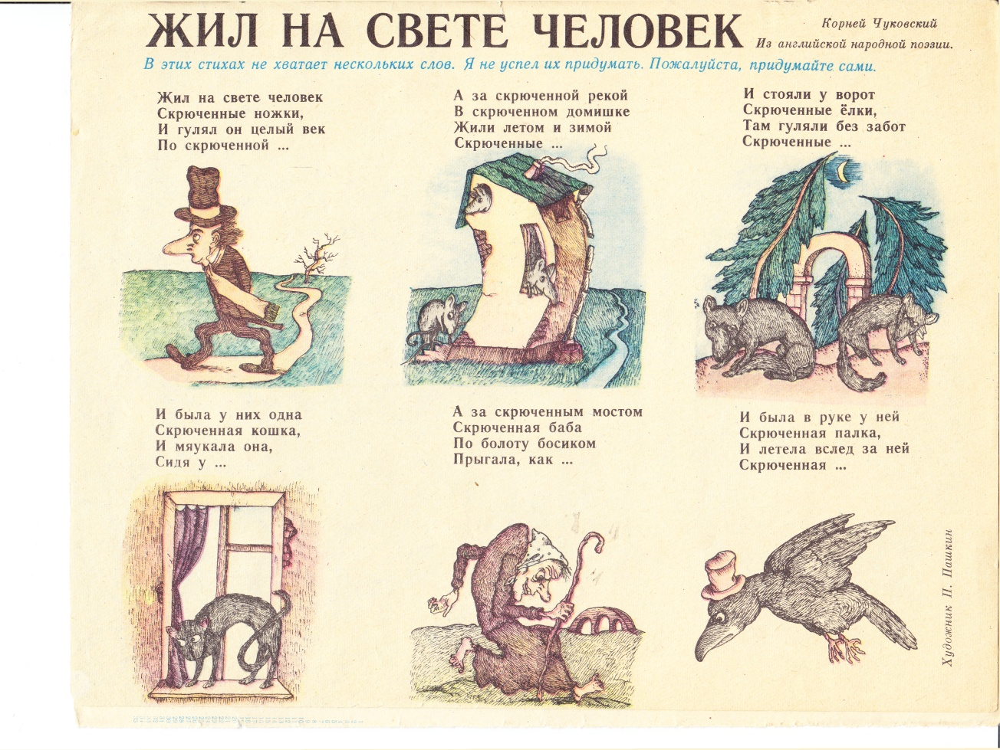 ЖИЛ НА СВЕТЕ ЧЕЛОВЕК
Корней Чуковский
Из английской народной поэзии.
В этих стихах не хватает нескольких слов. Я не успел их придумать. Пожалуйста, придумайте сами.
Жил на свете человек
Скрюченные ножки,
И гулял он целый век
По скрюченной ...
А за скрюченной рекой
В скрюченном домишке
Жили летом и зимой
Скрюченные ...
И стояли у ворот
Скрюченные ёлки,
Там гуляли без забот
Скрюченные ...
И была у них одна
Скрюченная кошка,
И мяукала она,
Сидя у ...
А за скрюченным мостом
Скрюченная баба
По болоту босиком
Прыгала, как ...
И была в руке у ней
Скрюченная палка,
И летела вслед за ней
Скрюченная ...
Художник П. Пашкин